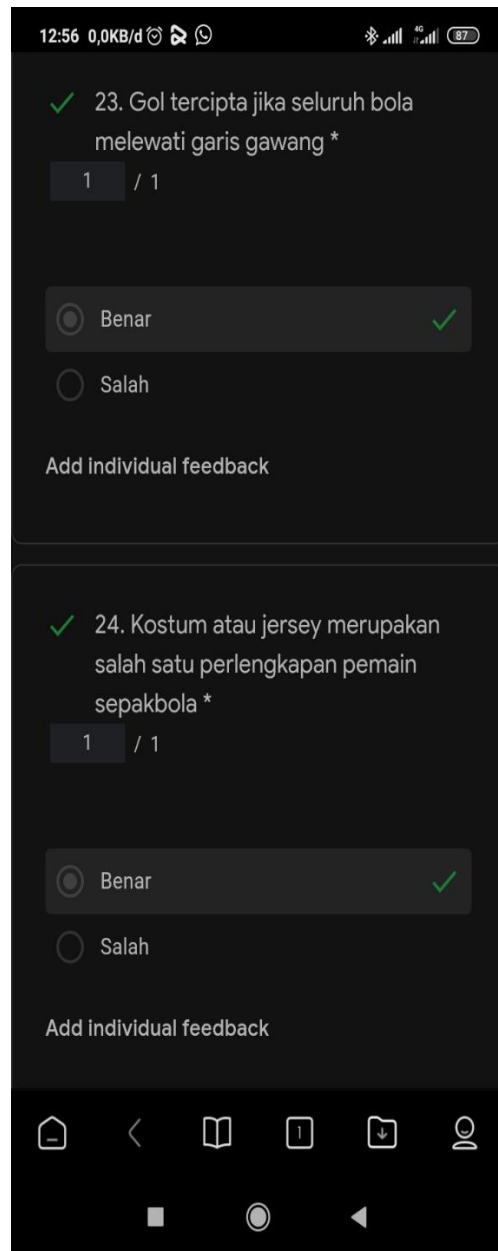 12:56 0,0KB/d 4G 87
23. Gol tercipta jika seluruh bola
melewati garis gawang *
1 / 1
Benar
Salah
Add individual feedback
24. Kostum atau jersey merupakan
salah satu perlengkapan pemain
sepakbola *
1 / 1
Benar
Salah
Add individual feedback
1